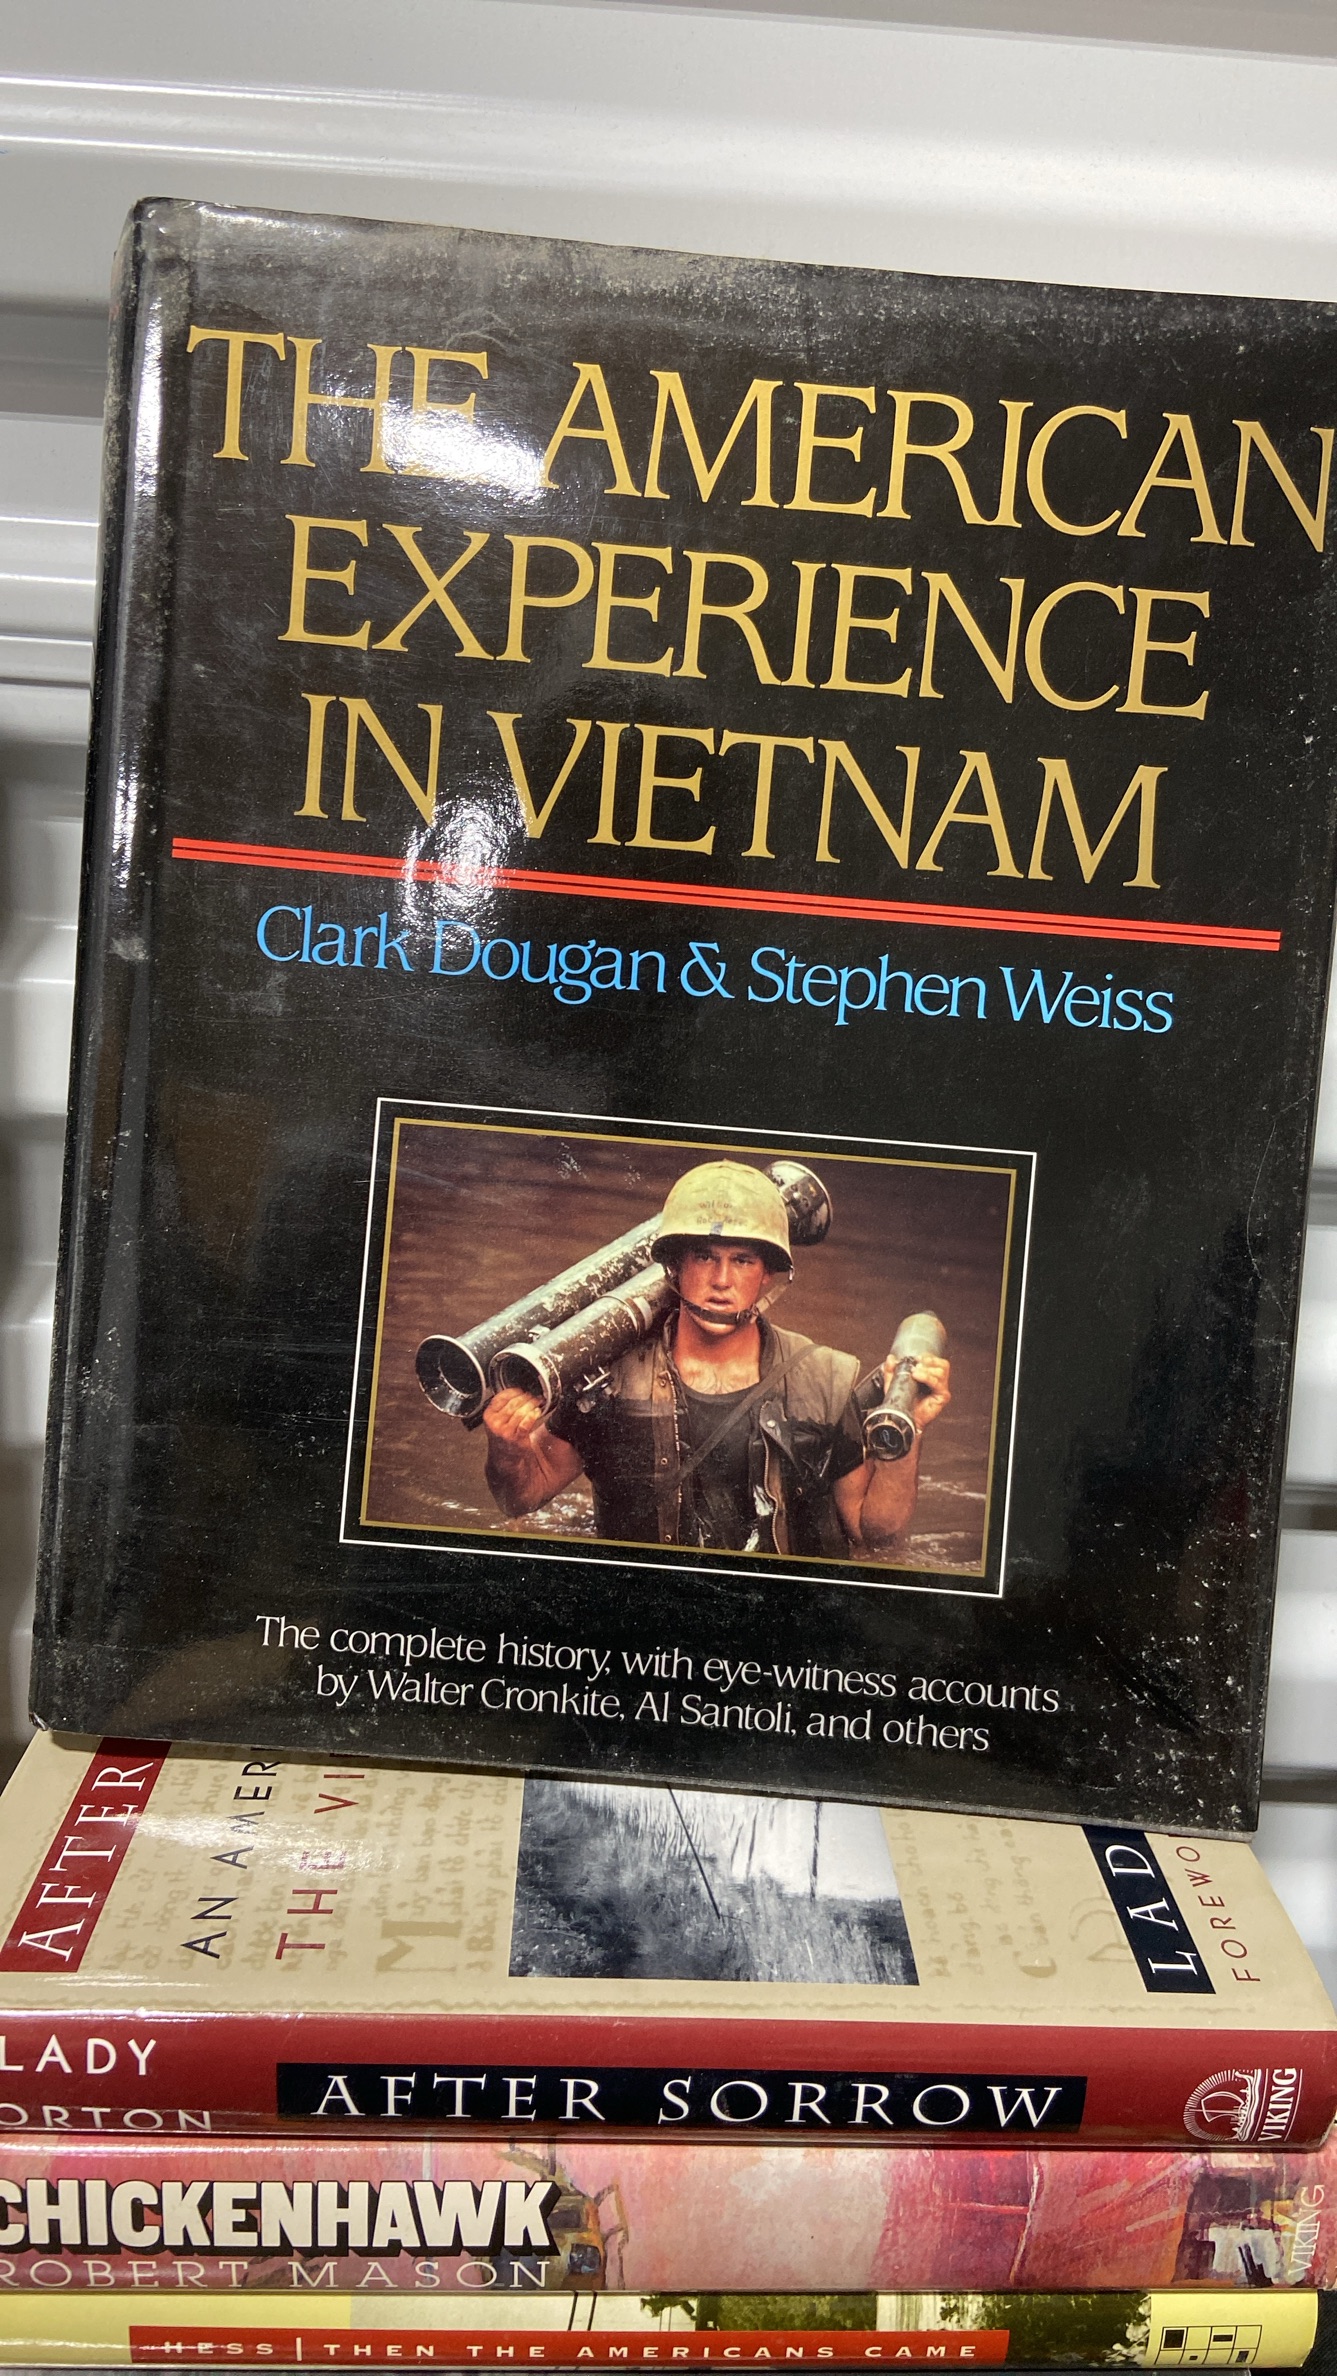 THE AMERICAN
EXPERIENCE
IN VIETNAM
Clark Dougan & Stephen Weiss
The complete history, with eye-witness accounts
by Walter Cronkite, Al Santoli, and others
AFTER
AN AMER
THE VI
LAD
FOREWO
LADY
ORTON
AFTER SORROW
VIKING
CHICKENHAWK
ROBERT MASON
VIKING
HESS | THEN THE AMERICANS CAME